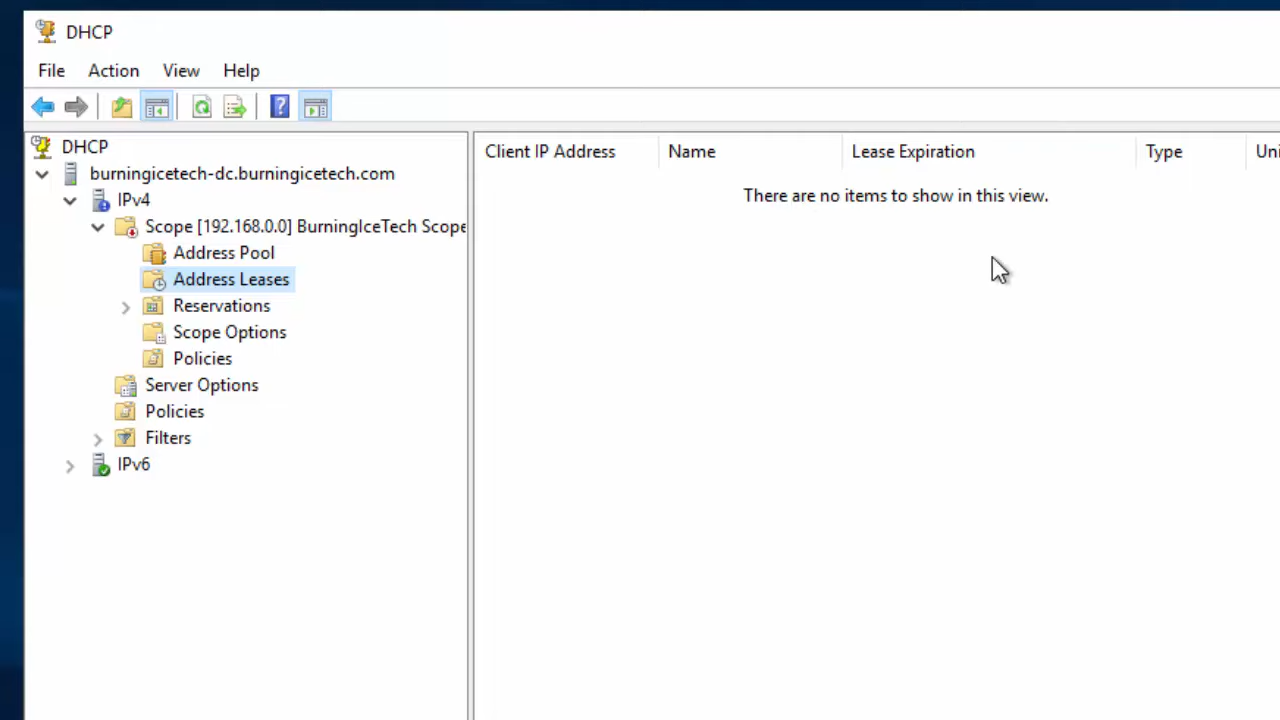 DHCP
File Action View Help
DHCP
burningicetech-dc.burningicetech.com
IPv4
Scope [192.168.0.0] BurningIceTech Scope
Address Pool
Address Leases
Reservations
Scope Options
Policies
Server Options
Policies
Filters
IPv6
Client IP Address Name Lease Expiration Type Uni
There are no items to show in this view.